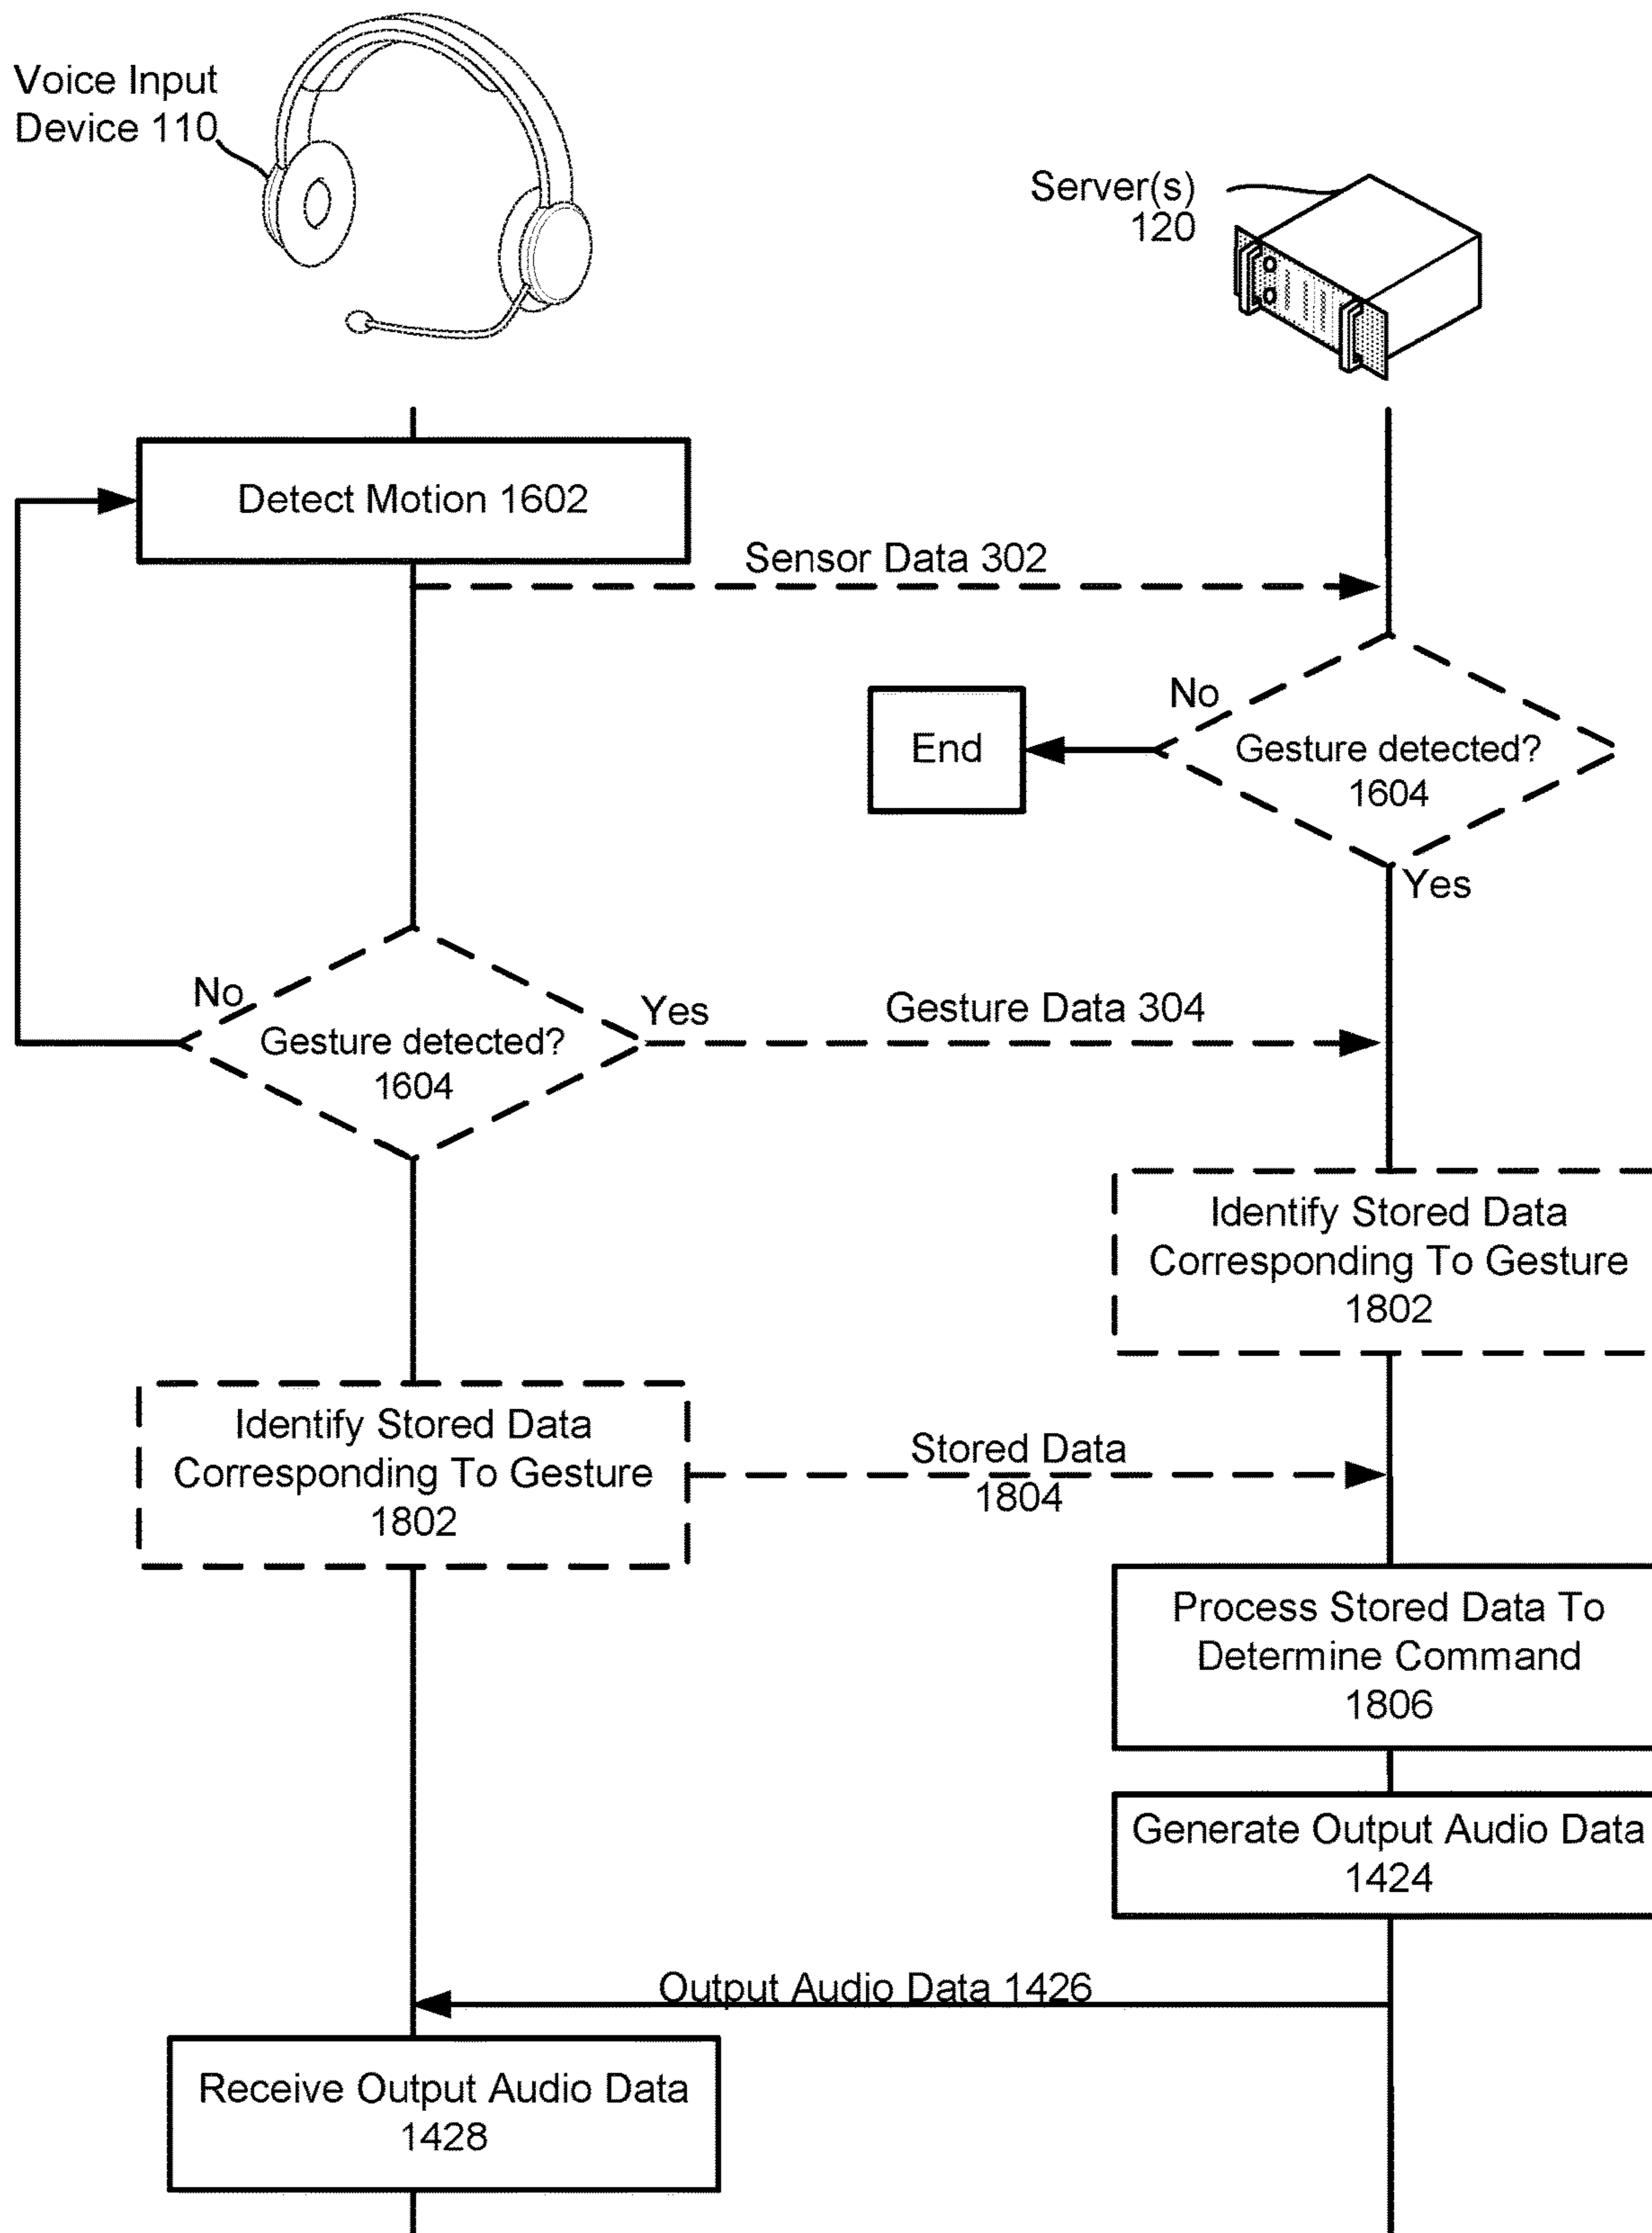 Voice Input
Device 110
Server(s)
120
Detect Motion 1602
Sensor Data 302
No
End
Gesture detected?
1604
Yes
No
Yes
Gesture Data 304
Gesture detected?
1604
Identify Stored Data
Corresponding To Gesture
1802
Identify Stored Data
Corresponding To Gesture
1802
Stored Data
1804
Process Stored Data To
Determine Command
1806
Generate Output Audio Data
1424
Output Audio Data 1426
Receive Output Audio Data
1428